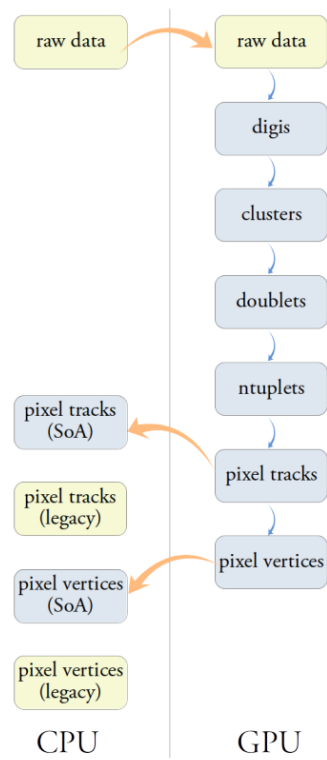 raw data
raw data
digis
clusters
doublets
ntuplets
pixel tracks
(SoA)
pixel tracks
pixel tracks
(legacy)
pixel vertices
pixel vertices
(SoA)
pixel vertices
(legacy)
CPU
GPU